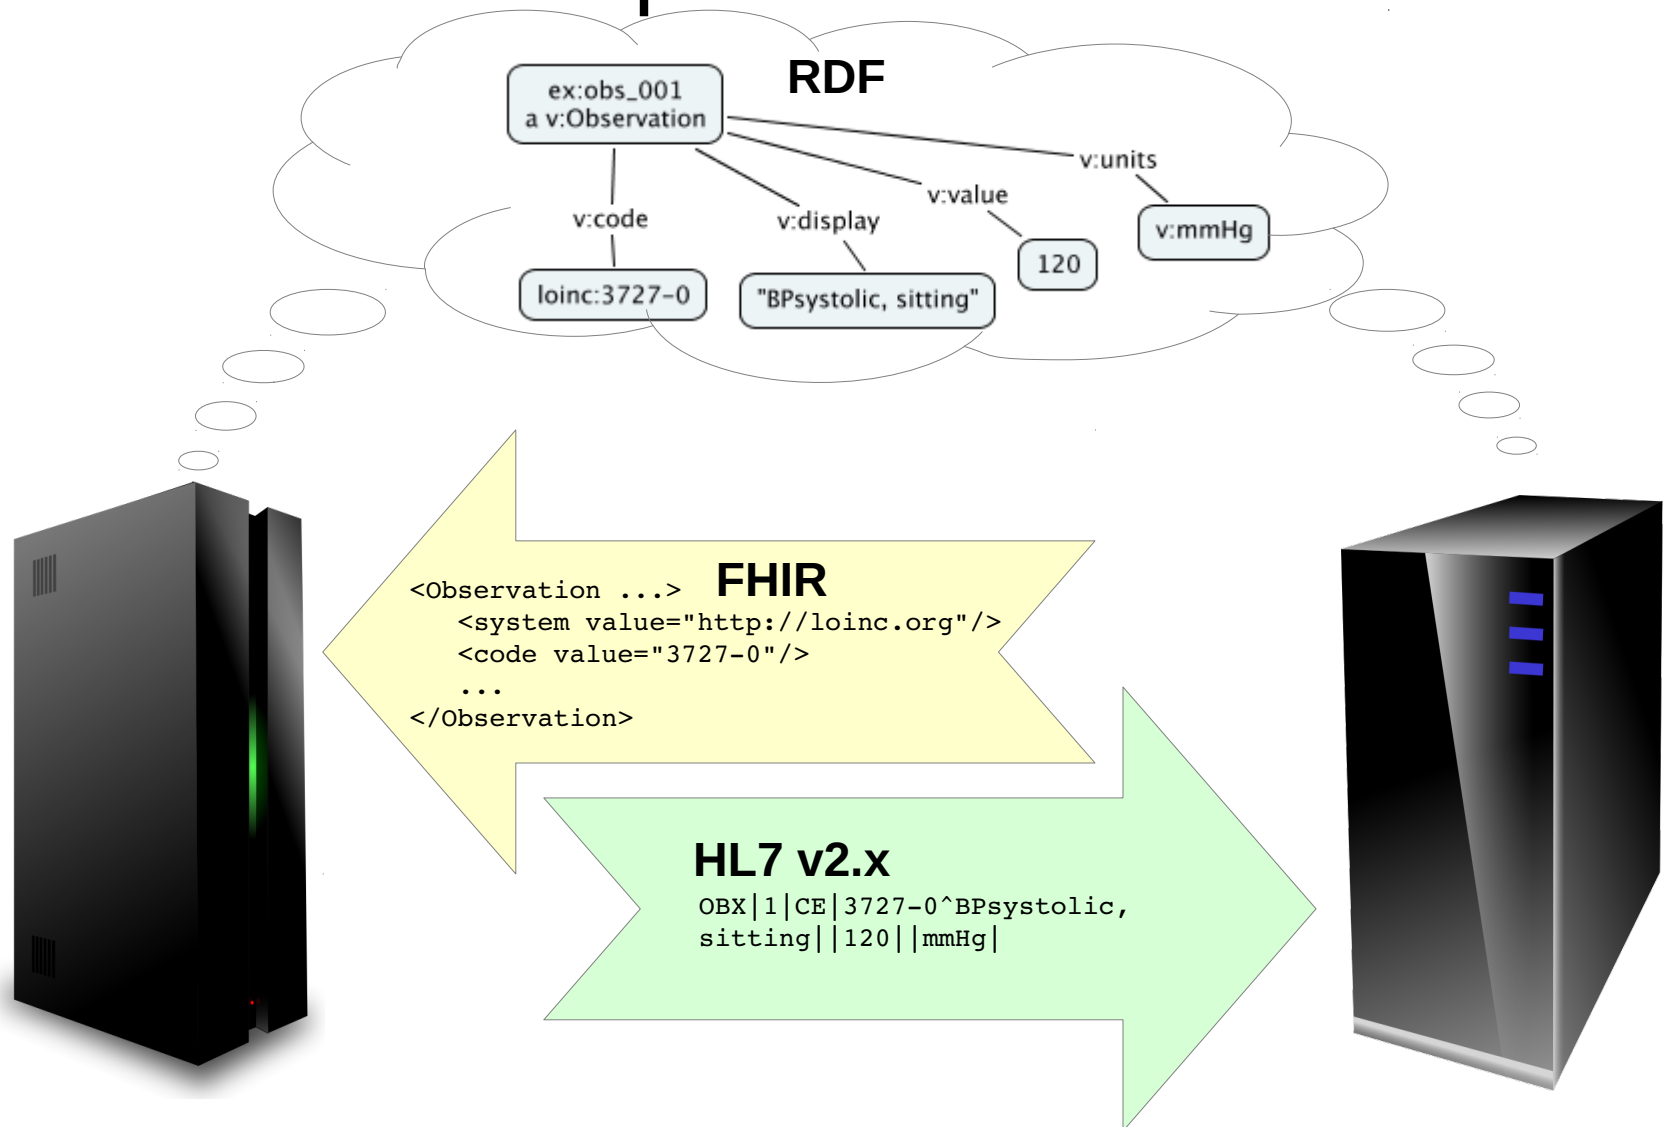 RDF
ex:obs_001
a v:Observation
v:units
v:value
v:code
v:display
v:mmHg
120
loinc:3727-0
"BPsystolic, sitting"
FHIR
<Observation ...>
<system value="http://loinc.org"/>
<code value="3727-0"/>
...
</Observation>
HL7 v2.x
OBX|1|CE|3727-0^BPsystolic,
sitting||120||mmHg|